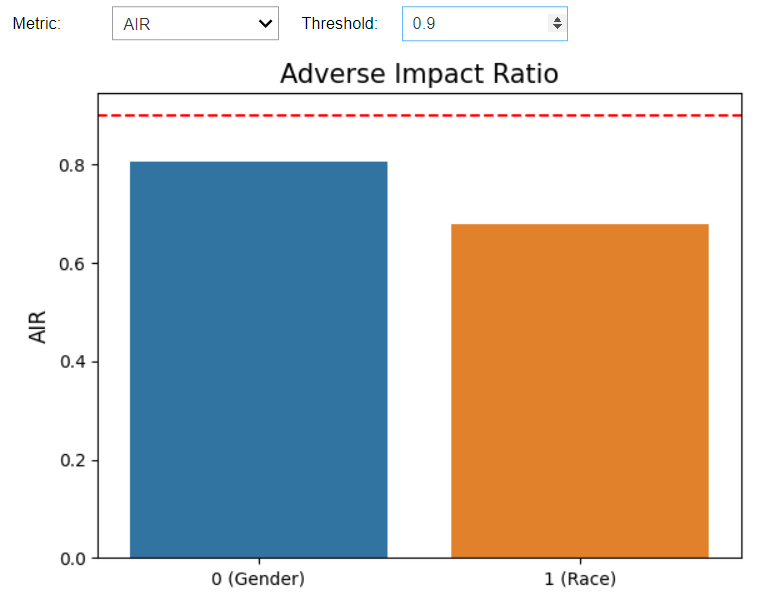 Metric: AIR Threshold: 0.9
Adverse Impact Ratio
AIR
0.8
0.6
0.4
0.2
0.0
0 (Gender) 1 (Race)